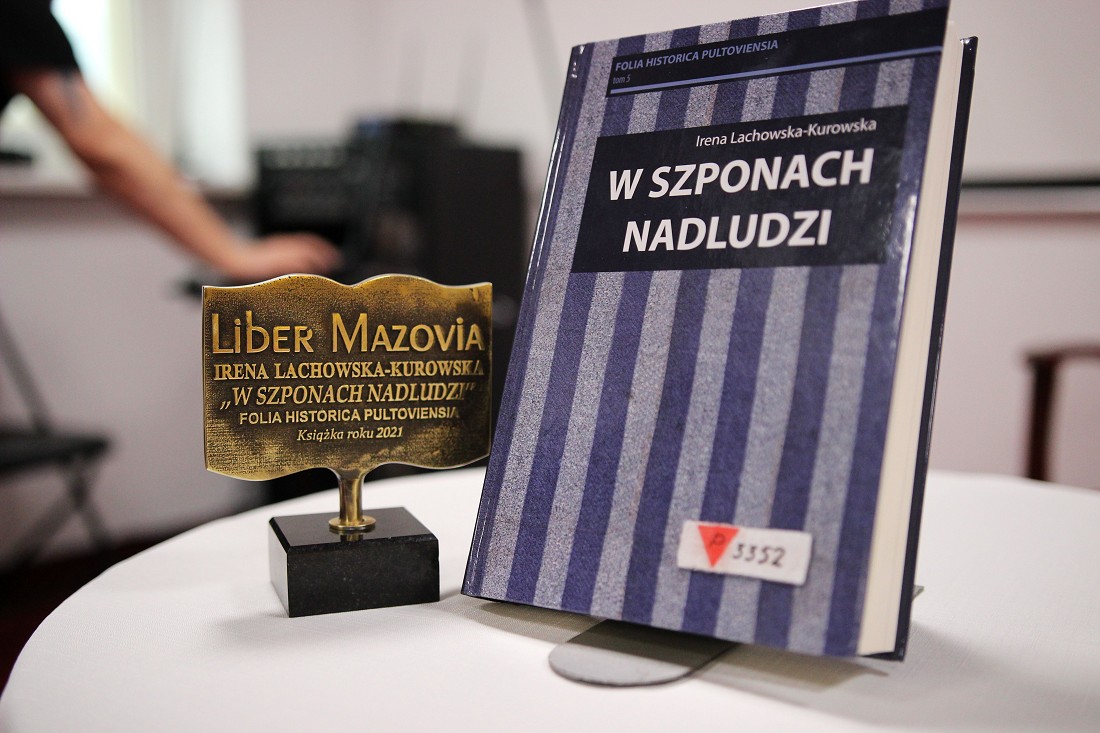 LibER MAZOVIA
IRENA LACHOWSKA-KUROWSKA
„W SZPONACH NADLUDZI”
FOLIA HISTORICA PULTOVIENSIA
Książka roku 2021
FOLIA HISTORICA PULTOVIENSIA
tom 5
Irena Lachowska-Kurowska
W SZPONACH
NADLUDZI
P 3352